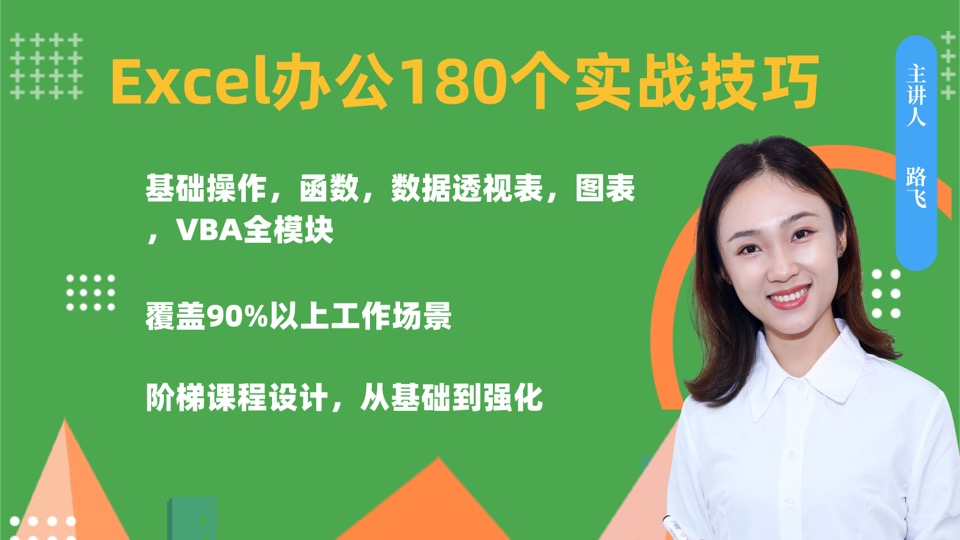 Excel办公180个实战技巧
主讲人 路飞
基础操作，函数，数据透视表，图表
，VBA全模块
覆盖90%以上工作场景
阶梯课程设计，从基础到强化